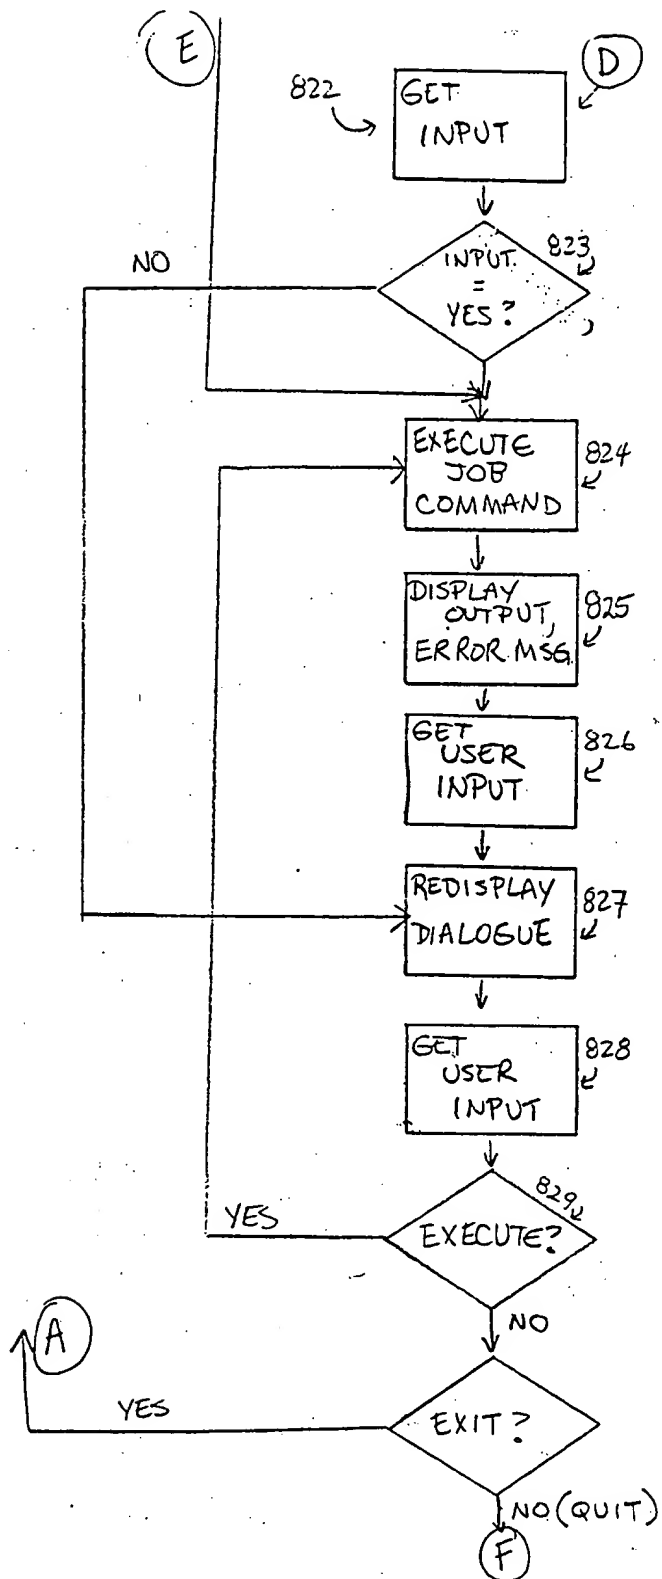 E
D
822
GET
INPUT
823
INPUT
=
YES?
NO
EXECUTE
JOB
COMMAND
824
DISPLAY
OUTPUT,
ERROR MSG
825
GET
USER
INPUT
826
REDISPLAY
DIALOGUE
827
GET
USER
INPUT
828
829
EXECUTE?
YES
NO
A
YES
EXIT?
NO (QUIT)
F